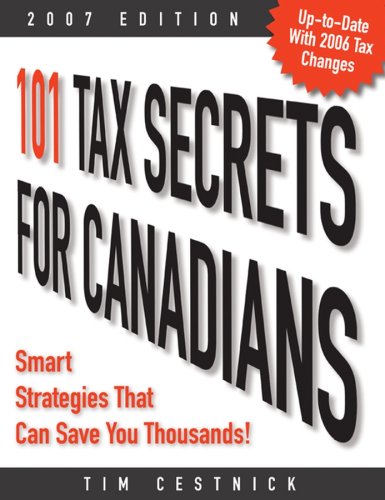 2007 EDITION
Up-to-Date
With 2006 Tax
Changes
101 TAX SECRETS
FOR CANADIANS
Smart
Strategies That
Can Save You Thousands!
TIM CESTNICK